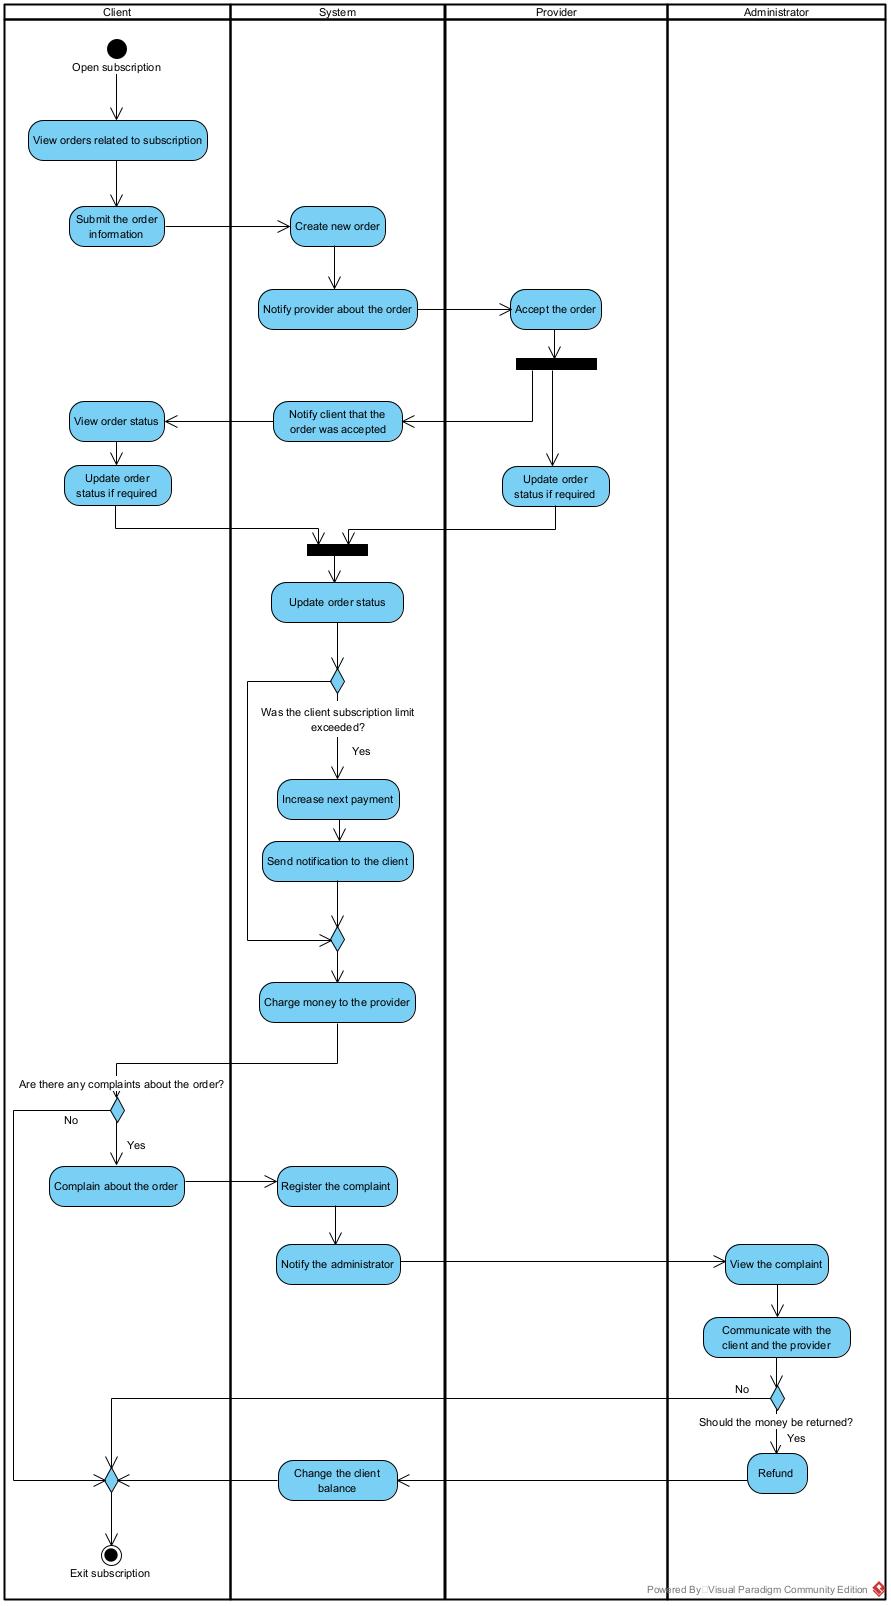 Client
System
Provider
Administrator
Open subscription
View orders related to subscription
Submit the order
information
Create new order
Notify provider about the order
Accept the order
View order status
Notify client that the
order was accepted
Update order
status if required
Update order
status if required
Update order status
Was the client subscription limit
exceeded?
Yes
Increase next payment
Send notification to the client
Charge money to the provider
Are there any complaints about the order?
No
Yes
Complain about the order
Register the complaint
Notify the administrator
View the complaint
Communicate with the
client and the provider
No
Should the money be returned?
Yes
Change the client
balance
Refund
Exit subscription
Powered By Visual Paradigm Community Edition